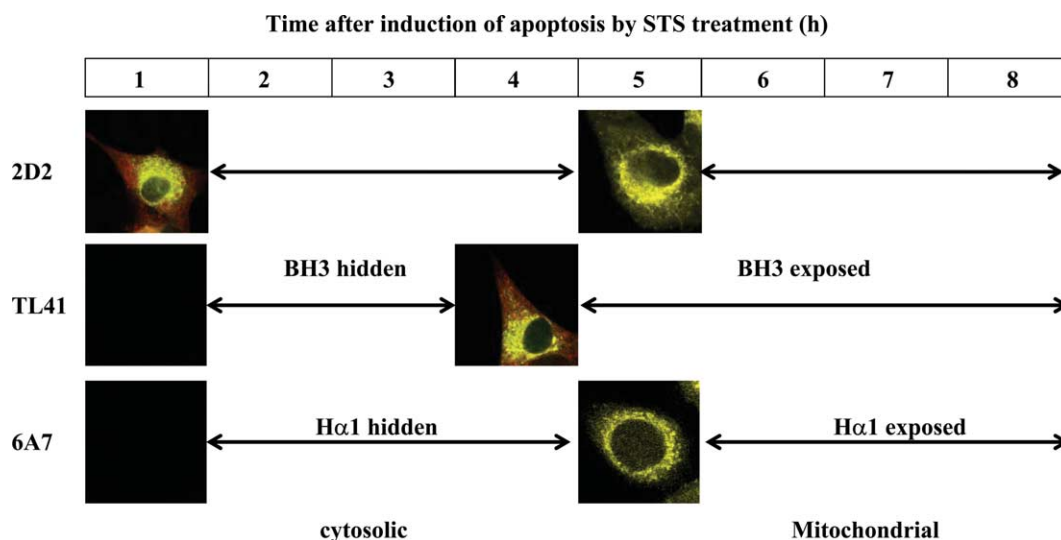 Time after induction of apoptosis by STS treatment (h)
1 2 3 4 5 6 7 8
2D2
TL41 BH3 hidden BH3 exposed
6A7 Hα1 hidden Hα1 exposed
cytosolic Mitochondrial